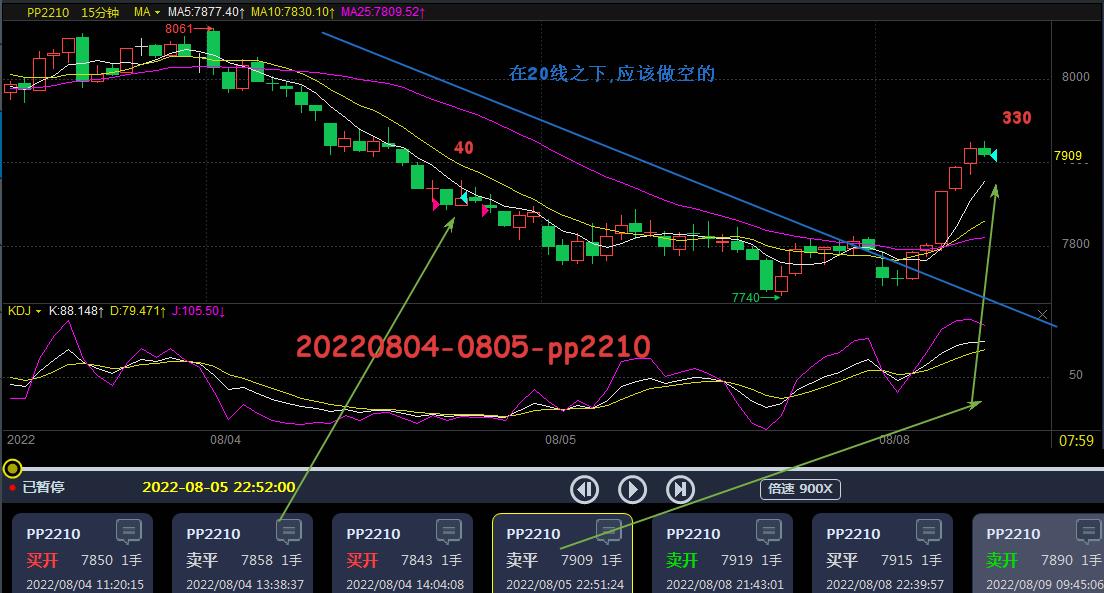 PP2210 15分钟 MA MA5:7877.40↑ MA10:7830.10↑ MA25:7809.52↑
8061
在20线之下,应该做空的
8000
330
40
7909
7800
7740
KDJ K:88.148↑ D:79.471↑ J:105.50↓
20220804-0805-pp2210
50
2022 08/04 08/05 08/08 07:59
已暂停 2022-08-05 22:52:00 倍速 900X
PP2210 PP2210 PP2210 PP2210 PP2210 PP2210 PP2210
买开 7850 1手 卖平 7858 1手 买开 7843 1手 卖平 7909 1手 卖开 7919 1手 买平 7915 1手 卖开 7890 1手
2022/08/04 11:20:15 2022/08/04 13:38:37 2022/08/04 14:04:08 2022/08/05 22:51:24 2022/08/08 21:43:01 2022/08/08 22:39:57 2022/08/09 09:45:06